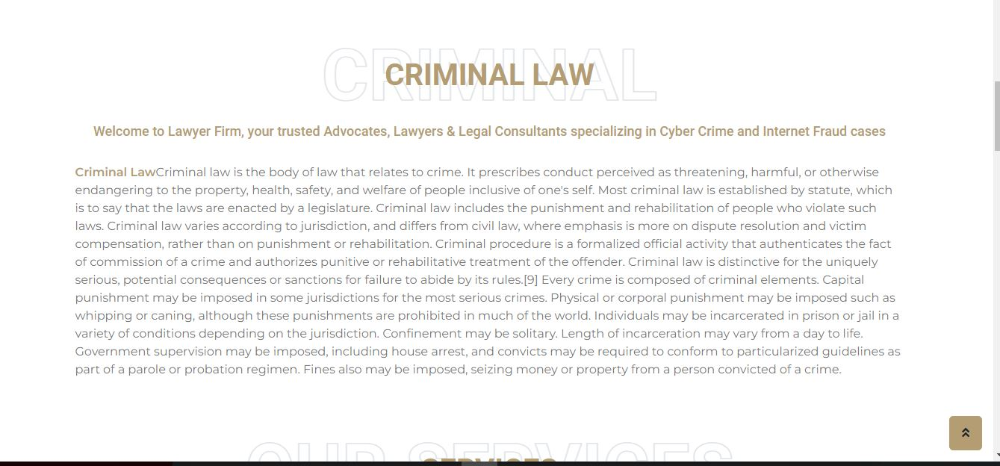 CRIMINAL
CRIMINAL LAW
Welcome to Lawyer Firm, your trusted Advocates, Lawyers & Legal Consultants specializing in Cyber Crime and Internet Fraud cases
Criminal LawCriminal law is the body of law that relates to crime. It prescribes conduct perceived as threatening, harmful, or otherwise
endangering to the property, health, safety, and welfare of people inclusive of one's self. Most criminal law is established by statute, which
is to say that the laws are enacted by a legislature. Criminal law includes the punishment and rehabilitation of people who violate such
laws. Criminal law varies according to jurisdiction, and differs from civil law, where emphasis is more on dispute resolution and victim
compensation, rather than on punishment or rehabilitation. Criminal procedure is a formalized official activity that authenticates the fact
of commission of a crime and authorizes punitive or rehabilitative treatment of the offender. Criminal law is distinctive for the uniquely
serious, potential consequences or sanctions for failure to abide by its rules.[9] Every crime is composed of criminal elements. Capital
punishment may be imposed in some jurisdictions for the most serious crimes. Physical or corporal punishment may be imposed such as
whipping or caning, although these punishments are prohibited in much of the world. Individuals may be incarcerated in prison or jail in a
variety of conditions depending on the jurisdiction. Confinement may be solitary. Length of incarceration may vary from a day to life.
Government supervision may be imposed, including house arrest, and convicts may be required to conform to particularized guidelines as
part of a parole or probation regimen. Fines also may be imposed, seizing money or property from a person convicted of a crime.
OUR SERVICES
SERVICES